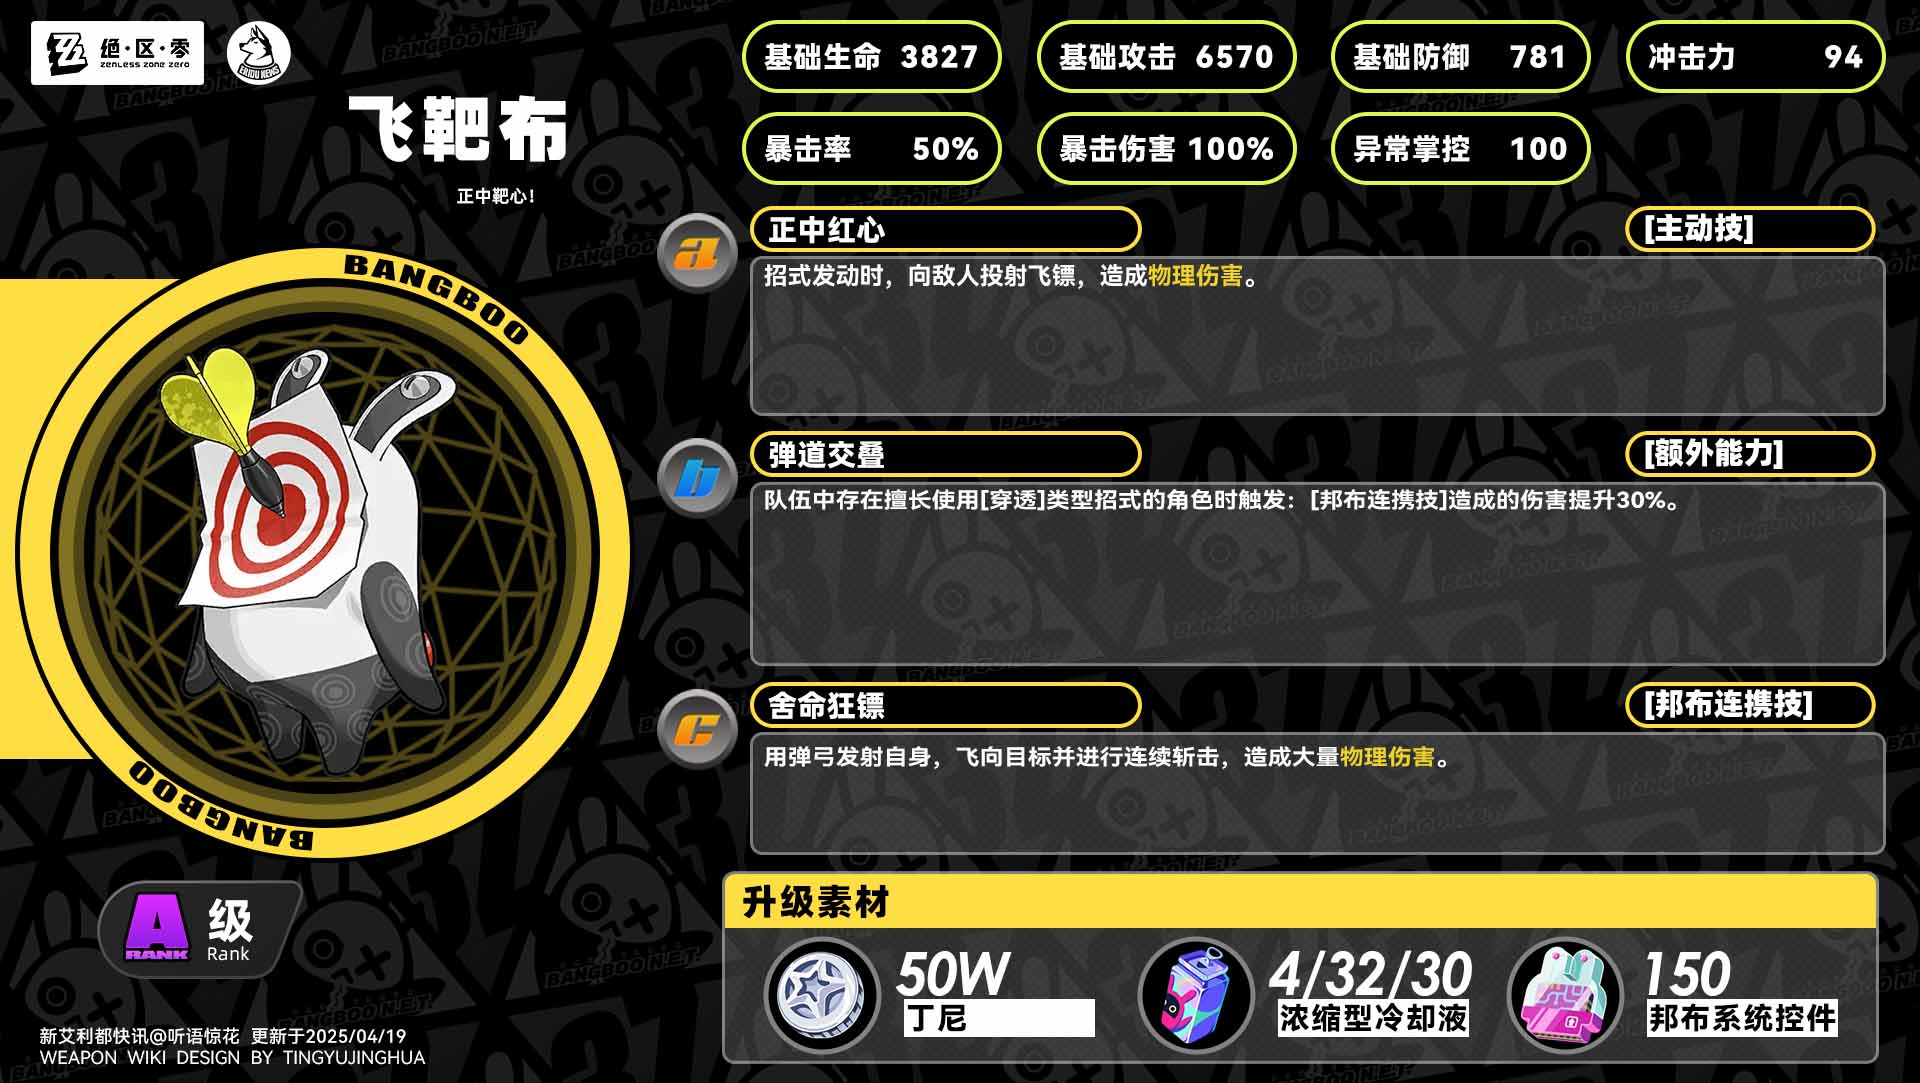 绝·区·零
ZENLESS ZONE ZERO
ERIDU NEWS
飞靶布
正中靶心!
基础生命 3827
基础攻击 6570
基础防御 781
冲击力 94
暴击率 50%
暴击伤害 100%
异常掌控 100
BANGBOO
BANGBOO
a
正中红心
[主动技]
招式发动时，向敌人投射飞镖，造成物理伤害。
b
弹道交叠
[额外能力]
队伍中存在擅长使用[穿透]类型招式的角色时触发：[邦布连携技]造成的伤害提升30%。
c
舍命狂镖
[邦布连携技]
用弹弓发射自身，飞向目标并进行连续斩击，造成大量物理伤害。
A
RANK
级
Rank
升级素材
50W
丁尼
4/32/30
浓缩型冷却液
150
邦布系统控件
新艾利都快讯@听语惊花 更新于2025/04/19
WEAPON WIKI DESIGN BY TINGYUJINGHUA